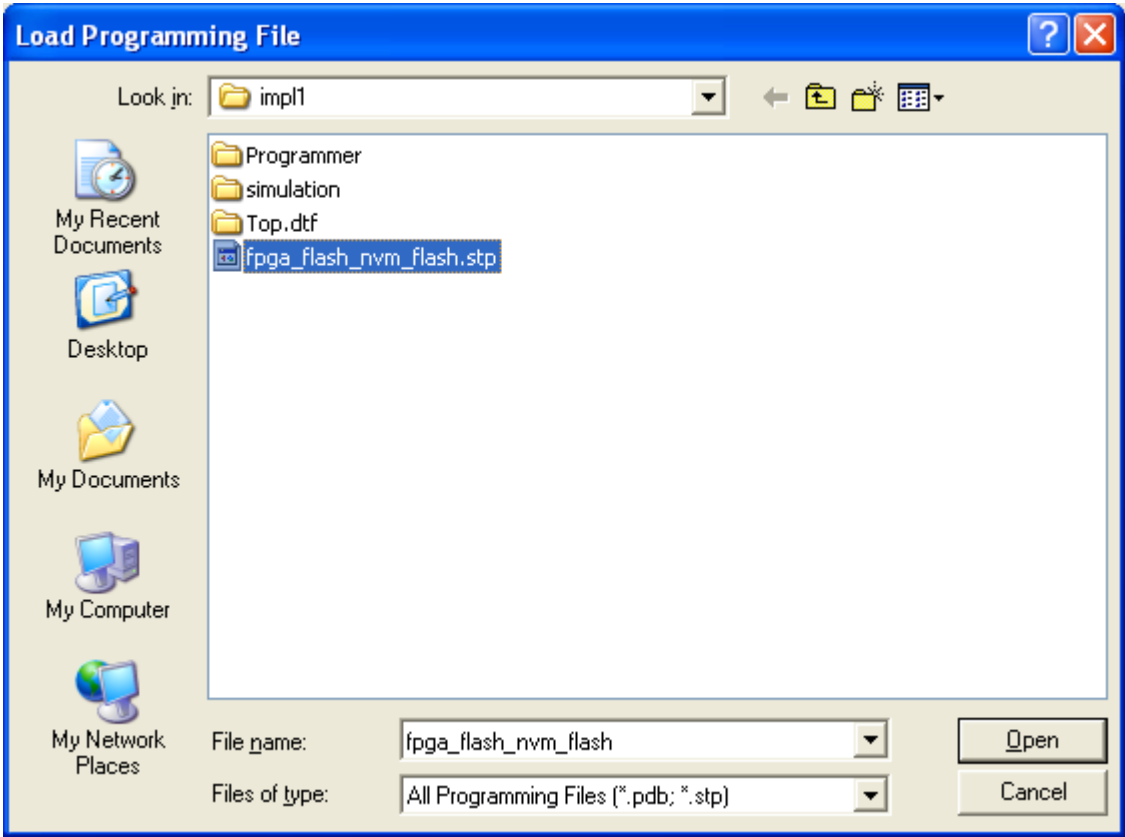 Load Programming File
Look in: impl1
My Recent
Documents
Desktop
My Documents
My Computer
My Network
Places
Programmer
simulation
Top.dtf
fpga_flash_nvm_flash.stp
File name: fpga_flash_nvm_flash
Open
Files of type: All Programming Files (*.pdb; *.stp)
Cancel